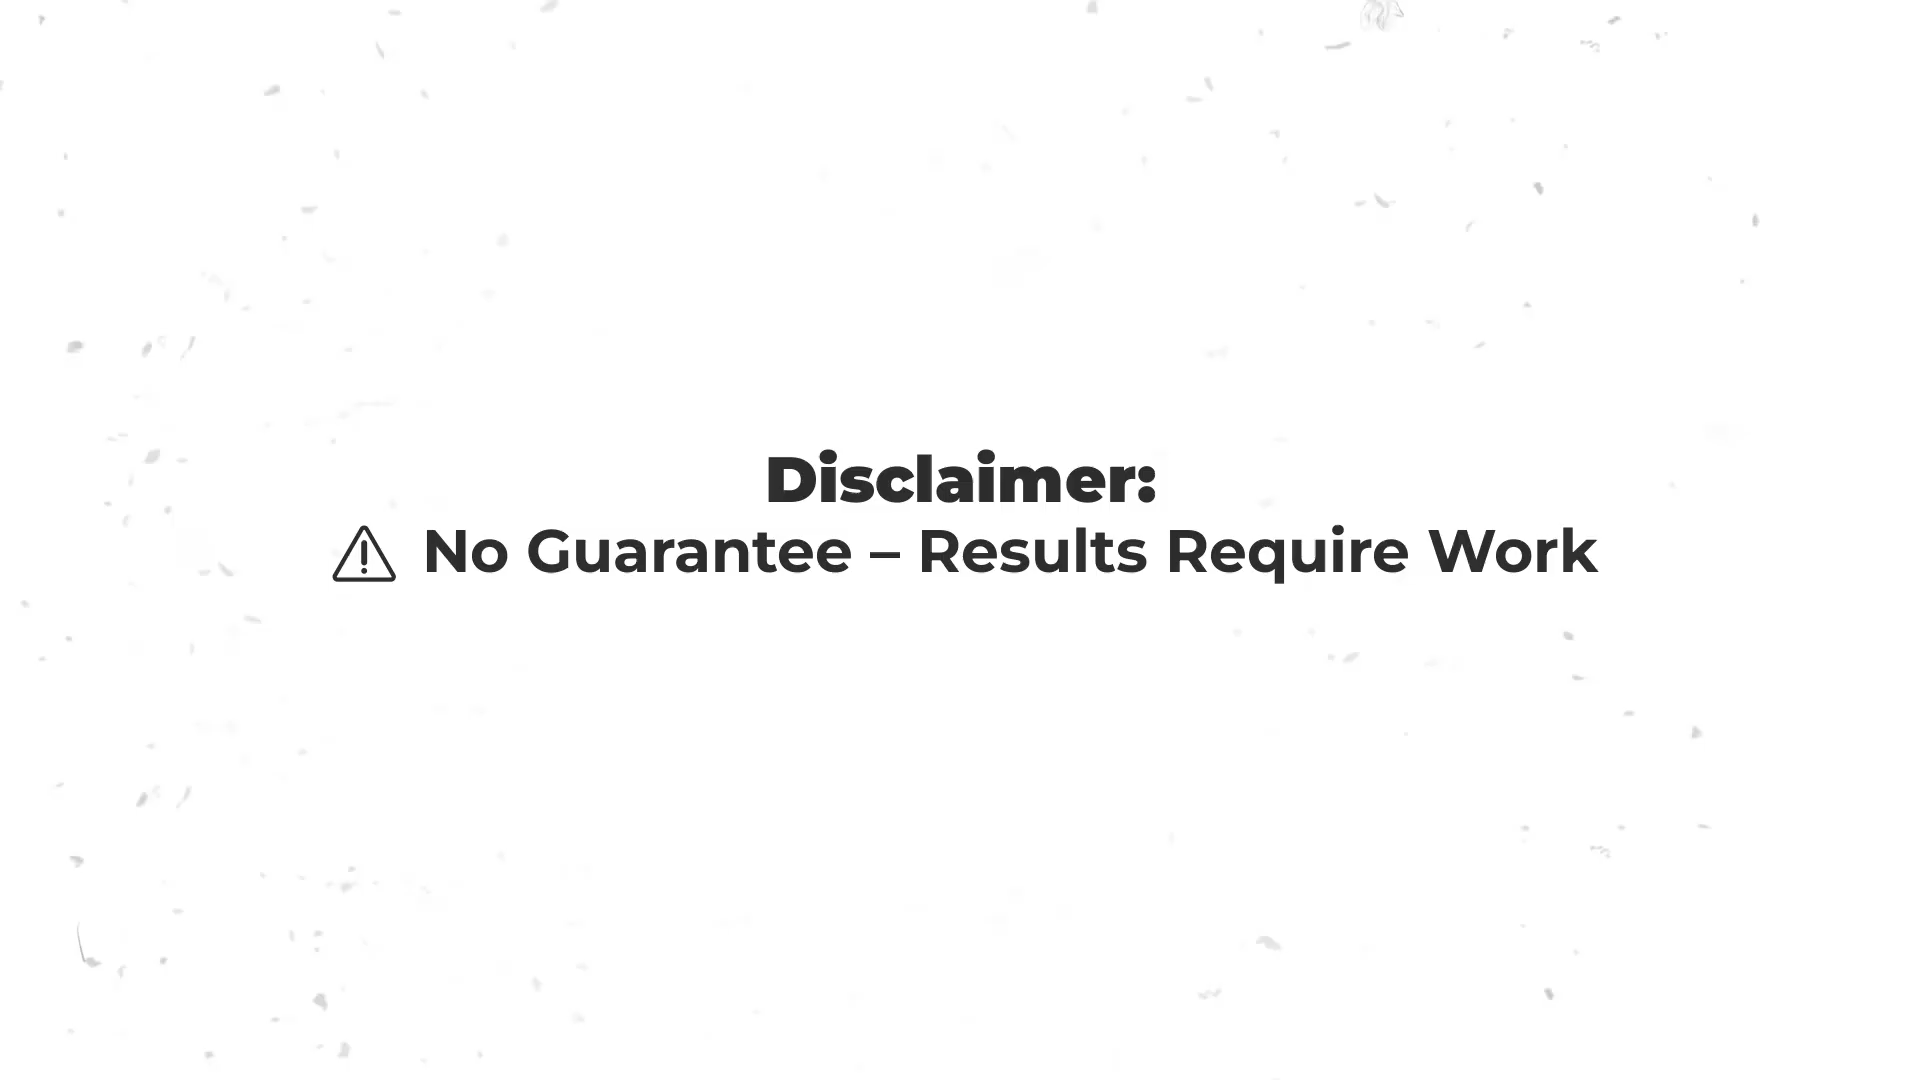 Disclaimer:
⚠ No Guarantee – Results Require Work